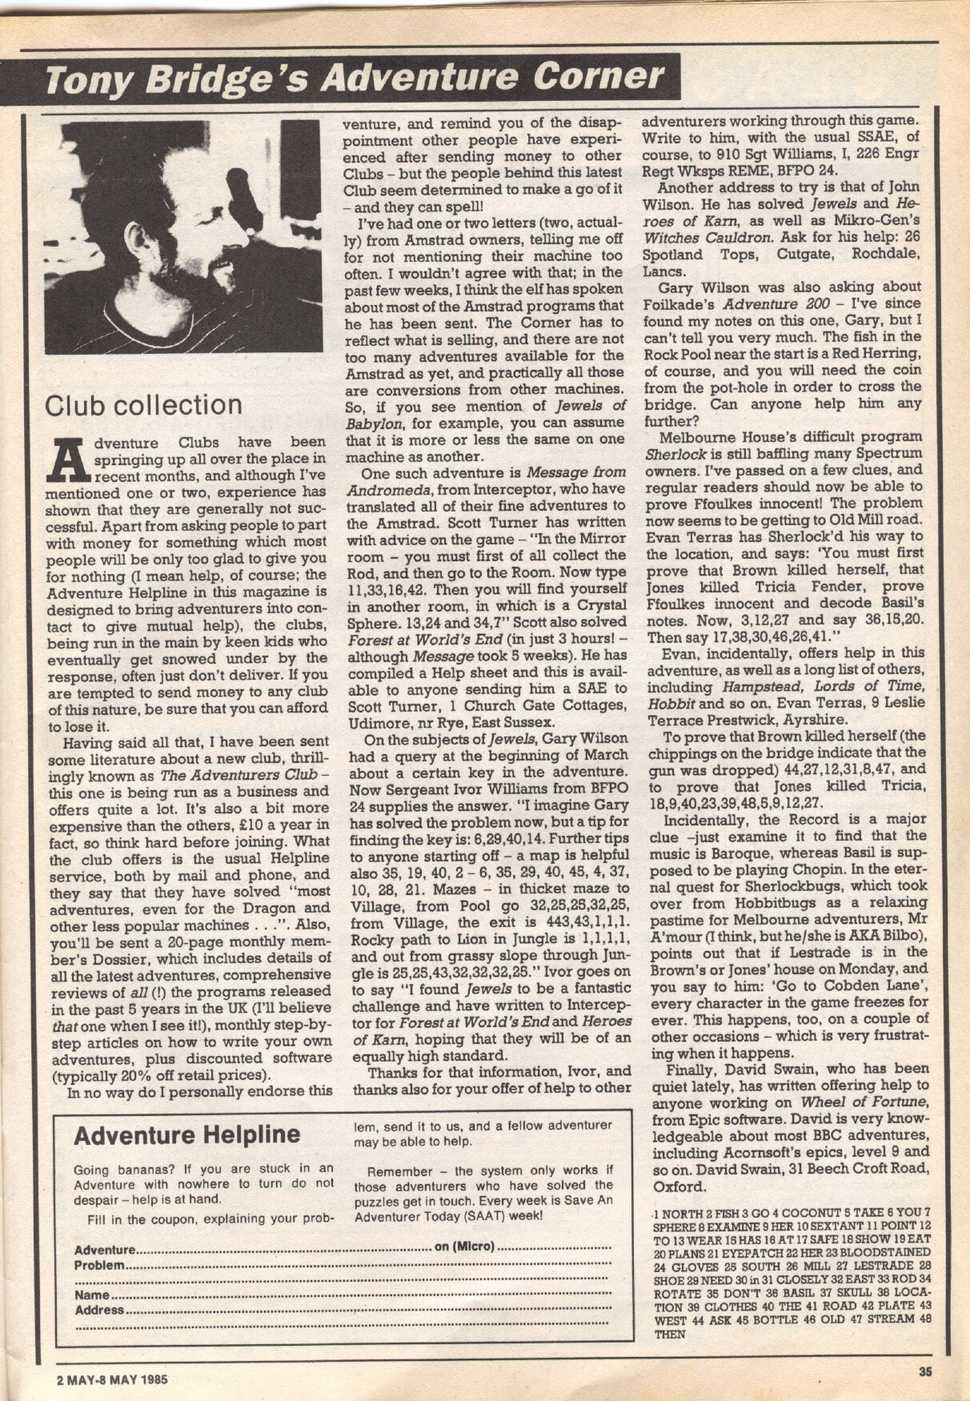 Tony Bridge's Adventure Corner
Club collection
Adventure Clubs have been
springing up all over the place in
recent months, and although I've
mentioned one or two, experience has
shown that they are generally not suc-
cessful. Apart from asking people to part
with money for something which most
people will be only too glad to give you
for nothing (I mean help, of course; the
Adventure Helpline in this magazine is
designed to bring adventurers into con-
tact to give mutual help), the clubs,
being run in the main by keen kids who
eventually get snowed under by the
response, often just don't deliver. If you
are tempted to send money to any club
of this nature, be sure that you can afford
to lose it.
Having said all that, I have been sent
some literature about a new club, thrill-
ingly known as The Adventurers Club –
this one is being run as a business and
offers quite a lot. It's also a bit more
expensive than the others, £10 a year in
fact, so think hard before joining. What
the club offers is the usual Helpline
service, both by mail and phone, and
they say that they have solved "most
adventures, even for the Dragon and
other less popular machines . . .". Also,
you'll be sent a 20-page monthly mem-
ber's Dossier, which includes details of
all the latest adventures, comprehensive
reviews of all (!) the programs released
in the past 5 years in the UK (I'll believe
that one when I see it!), monthly step-by-
step articles on how to write your own
adventures, plus discounted software
(typically 20% off retail prices).
In no way do I personally endorse this
venture, and remind you of the disap-
pointment other people have experi-
enced after sending money to other
Clubs – but the people behind this latest
Club seem determined to make a go of it
– and they can spell!
I've had one or two letters (two, actual-
ly) from Amstrad owners, telling me off
for not mentioning their machine too
often. I wouldn't agree with that; in the
past few weeks, I think the elf has spoken
about most of the Amstrad programs that
he has been sent. The Corner has to
reflect what is selling, and there are not
too many adventures available for the
Amstrad as yet, and practically all those
are conversions from other machines.
So, if you see mention of Jewels of
Babylon, for example, you can assume
that it is more or less the same on one
machine as another.
One such adventure is Message from
Andromeda, from Interceptor, who have
translated all of their fine adventures to
the Amstrad. Scott Turner has written
with advice on the game – "In the Mirror
room – you must first of all collect the
Rod, and then go to the Room. Now type
11,33,16,42. Then you will find yourself
in another room, in which is a Crystal
Sphere. 13,24 and 34,7" Scott also solved
Forest at World's End (in just 3 hours! –
although Message took 5 weeks). He has
compiled a Help sheet and this is avail-
able to anyone sending him a SAE to
Scott Turner, 1 Church Gate Cottages,
Udimore, nr Rye, East Sussex.
On the subjects of Jewels, Gary Wilson
had a query at the beginning of March
about a certain key in the adventure.
Now Sergeant Ivor Williams from BFPO
24 supplies the answer. "I imagine Gary
has solved the problem now, but a tip for
finding the key is: 6,29,40,14. Further tips
to anyone starting off – a map is helpful
also 35, 19, 40, 2 – 6, 35, 29, 40, 45, 4, 37,
10, 28, 21. Mazes – in thicket maze to
Village, from Pool go 32,25,25,32,25,
from Village, the exit is 443,43,1,1,1.
Rocky path to Lion in Jungle is 1,1,1,1,
and out from grassy slope through Jun-
gle is 25,25,43,32,32,32,25." Ivor goes on
to say "I found Jewels to be a fantastic
challenge and have written to Intercep-
tor for Forest at World's End and Heroes
of Karn, hoping that they will be of an
equally high standard.
Thanks for that information, Ivor, and
thanks also for your offer of help to other
adventurers working through this game.
Write to him, with the usual SSAE, of
course, to 910 Sgt Williams, I, 226 Engr
Regt Wksps REME, BFPO 24.
Another address to try is that of John
Wilson. He has solved Jewels and He-
roes of Karn, as well as Mikro-Gen's
Witches Cauldron. Ask for his help: 26
Spotland Tops, Cutgate, Rochdale,
Lancs.
Gary Wilson was also asking about
Foilkade's Adventure 200 – I've since
found my notes on this one, Gary, but I
can't tell you very much. The fish in the
Rock Pool near the start is a Red Herring,
of course, and you will need the coin
from the pot-hole in order to cross the
bridge. Can anyone help him any
further?
Melbourne House's difficult program
Sherlock is still baffling many Spectrum
owners. I've passed on a few clues, and
regular readers should now be able to
prove Ffoulkes innocent! The problem
now seems to be getting to Old Mill road.
Evan Terras has Sherlock'd his way to
the location, and says: 'You must first
prove that Brown killed herself, that
Jones killed Tricia Fender, prove
Ffoulkes innocent and decode Basil's
notes. Now, 3,12,27 and say 36,15,20.
Then say 17,38,30,46,26,41."
Evan, incidentally, offers help in this
adventure, as well as a long list of others,
including Hampstead, Lords of Time,
Hobbit and so on. Evan Terras, 9 Leslie
Terrace Prestwick, Ayrshire.
To prove that Brown killed herself (the
chippings on the bridge indicate that the
gun was dropped) 44,27,12,31,8,47, and
to prove that Jones killed Tricia,
18,9,40,23,39,48,5,9,12,27.
Incidentally, the Record is a major
clue –just examine it to find that the
music is Baroque, whereas Basil is sup-
posed to be playing Chopin. In the eter-
nal quest for Sherlockbugs, which took
over from Hobbitbugs as a relaxing
pastime for Melbourne adventurers, Mr
A'mour (I think, but he/she is AKA Bilbo),
points out that if Lestrade is in the
Brown's or Jones' house on Monday, and
you say to him: 'Go to Cobden Lane',
every character in the game freezes for
ever. This happens, too, on a couple of
other occasions – which is very frustrat-
ing when it happens.
Finally, David Swain, who has been
quiet lately, has written offering help to
anyone working on Wheel of Fortune,
from Epic software. David is very know-
ledgeable about most BBC adventures,
including Acornsoft's epics, level 9 and
so on. David Swain, 31 Beech Croft Road,
Oxford.
1 NORTH 2 FISH 3 GO 4 COCONUT 5 TAKE 6 YOU 7
SPHERE 8 EXAMINE 9 HER 10 SEXTANT 11 POINT 12
TO 13 WEAR 15 HAS 16 AT 17 SAFE 18 SHOW 19 EAT
20 PLANS 21 EYEPATCH 22 HER 23 BLOODSTAINED
24 GLOVES 25 SOUTH 26 MILL 27 LESTRADE 28
SHOE 29 NEED 30 in 31 CLOSELY 32 EAST 33 ROD 34
ROTATE 35 DON'T 36 BASIL 37 SKULL 38 LOCA-
TION 39 CLOTHES 40 THE 41 ROAD 42 PLATE 43
WEST 44 ASK 45 BOTTLE 46 OLD 47 STREAM 48
THEN
Adventure Helpline
Going bananas? If you are stuck in an
Adventure with nowhere to turn do not
despair – help is at hand.
Fill in the coupon, explaining your prob-
lem, send it to us, and a fellow adventurer
may be able to help.
Remember – the system only works if
those adventurers who have solved the
puzzles get in touch. Every week is Save An
Adventurer Today (SAAT) week!
Adventure.......... on (Micro)..........
Problem..........
Name..........
Address..........
2 MAY-8 MAY 1985
35